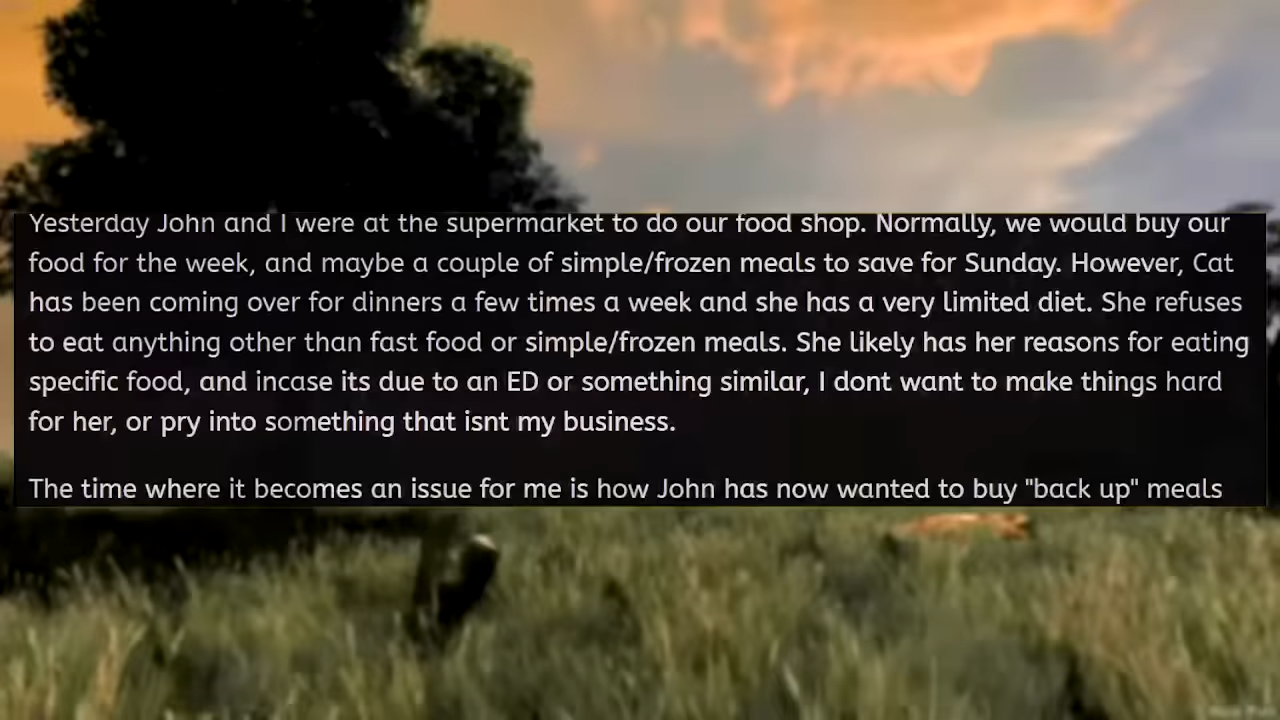 Yesterday John and I were at the supermarket to do our food shop. Normally, we would buy our
food for the week, and maybe a couple of simple/frozen meals to save for Sunday. However, Cat
has been coming over for dinners a few times a week and she has a very limited diet. She refuses
to eat anything other than fast food or simple/frozen meals. She likely has her reasons for eating
specific food, and incase its due to an ED or something similar, I dont want to make things hard
for her, or pry into something that isnt my business.
The time where it becomes an issue for me is how John has now wanted to buy "back up" meals